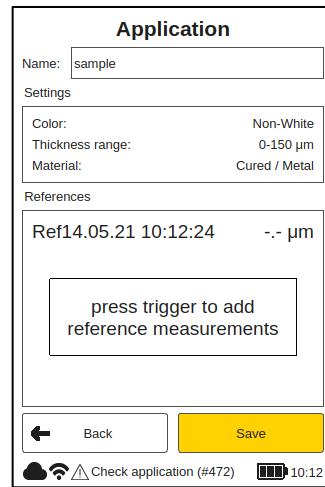 Application
Name: sample
Settings
Color: Non-White
Thickness range: 0-150 µm
Material: Cured / Metal
References
Ref14.05.21 10:12:24 -.- µm
press trigger to add
reference measurements
Back Save
Check application (#472) 10:12